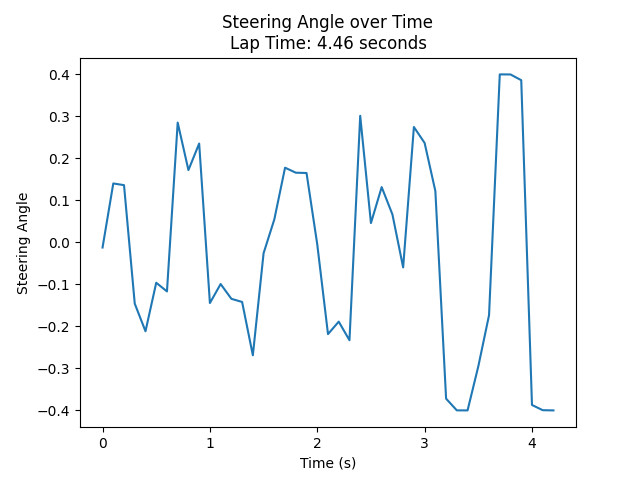 Steering Angle over Time
Lap Time: 4.46 seconds
0.4
0.3
0.2
0.1
0.0
−0.1
−0.2
−0.3
−0.4
Steering Angle
0 1 2 3 4
Time (s)